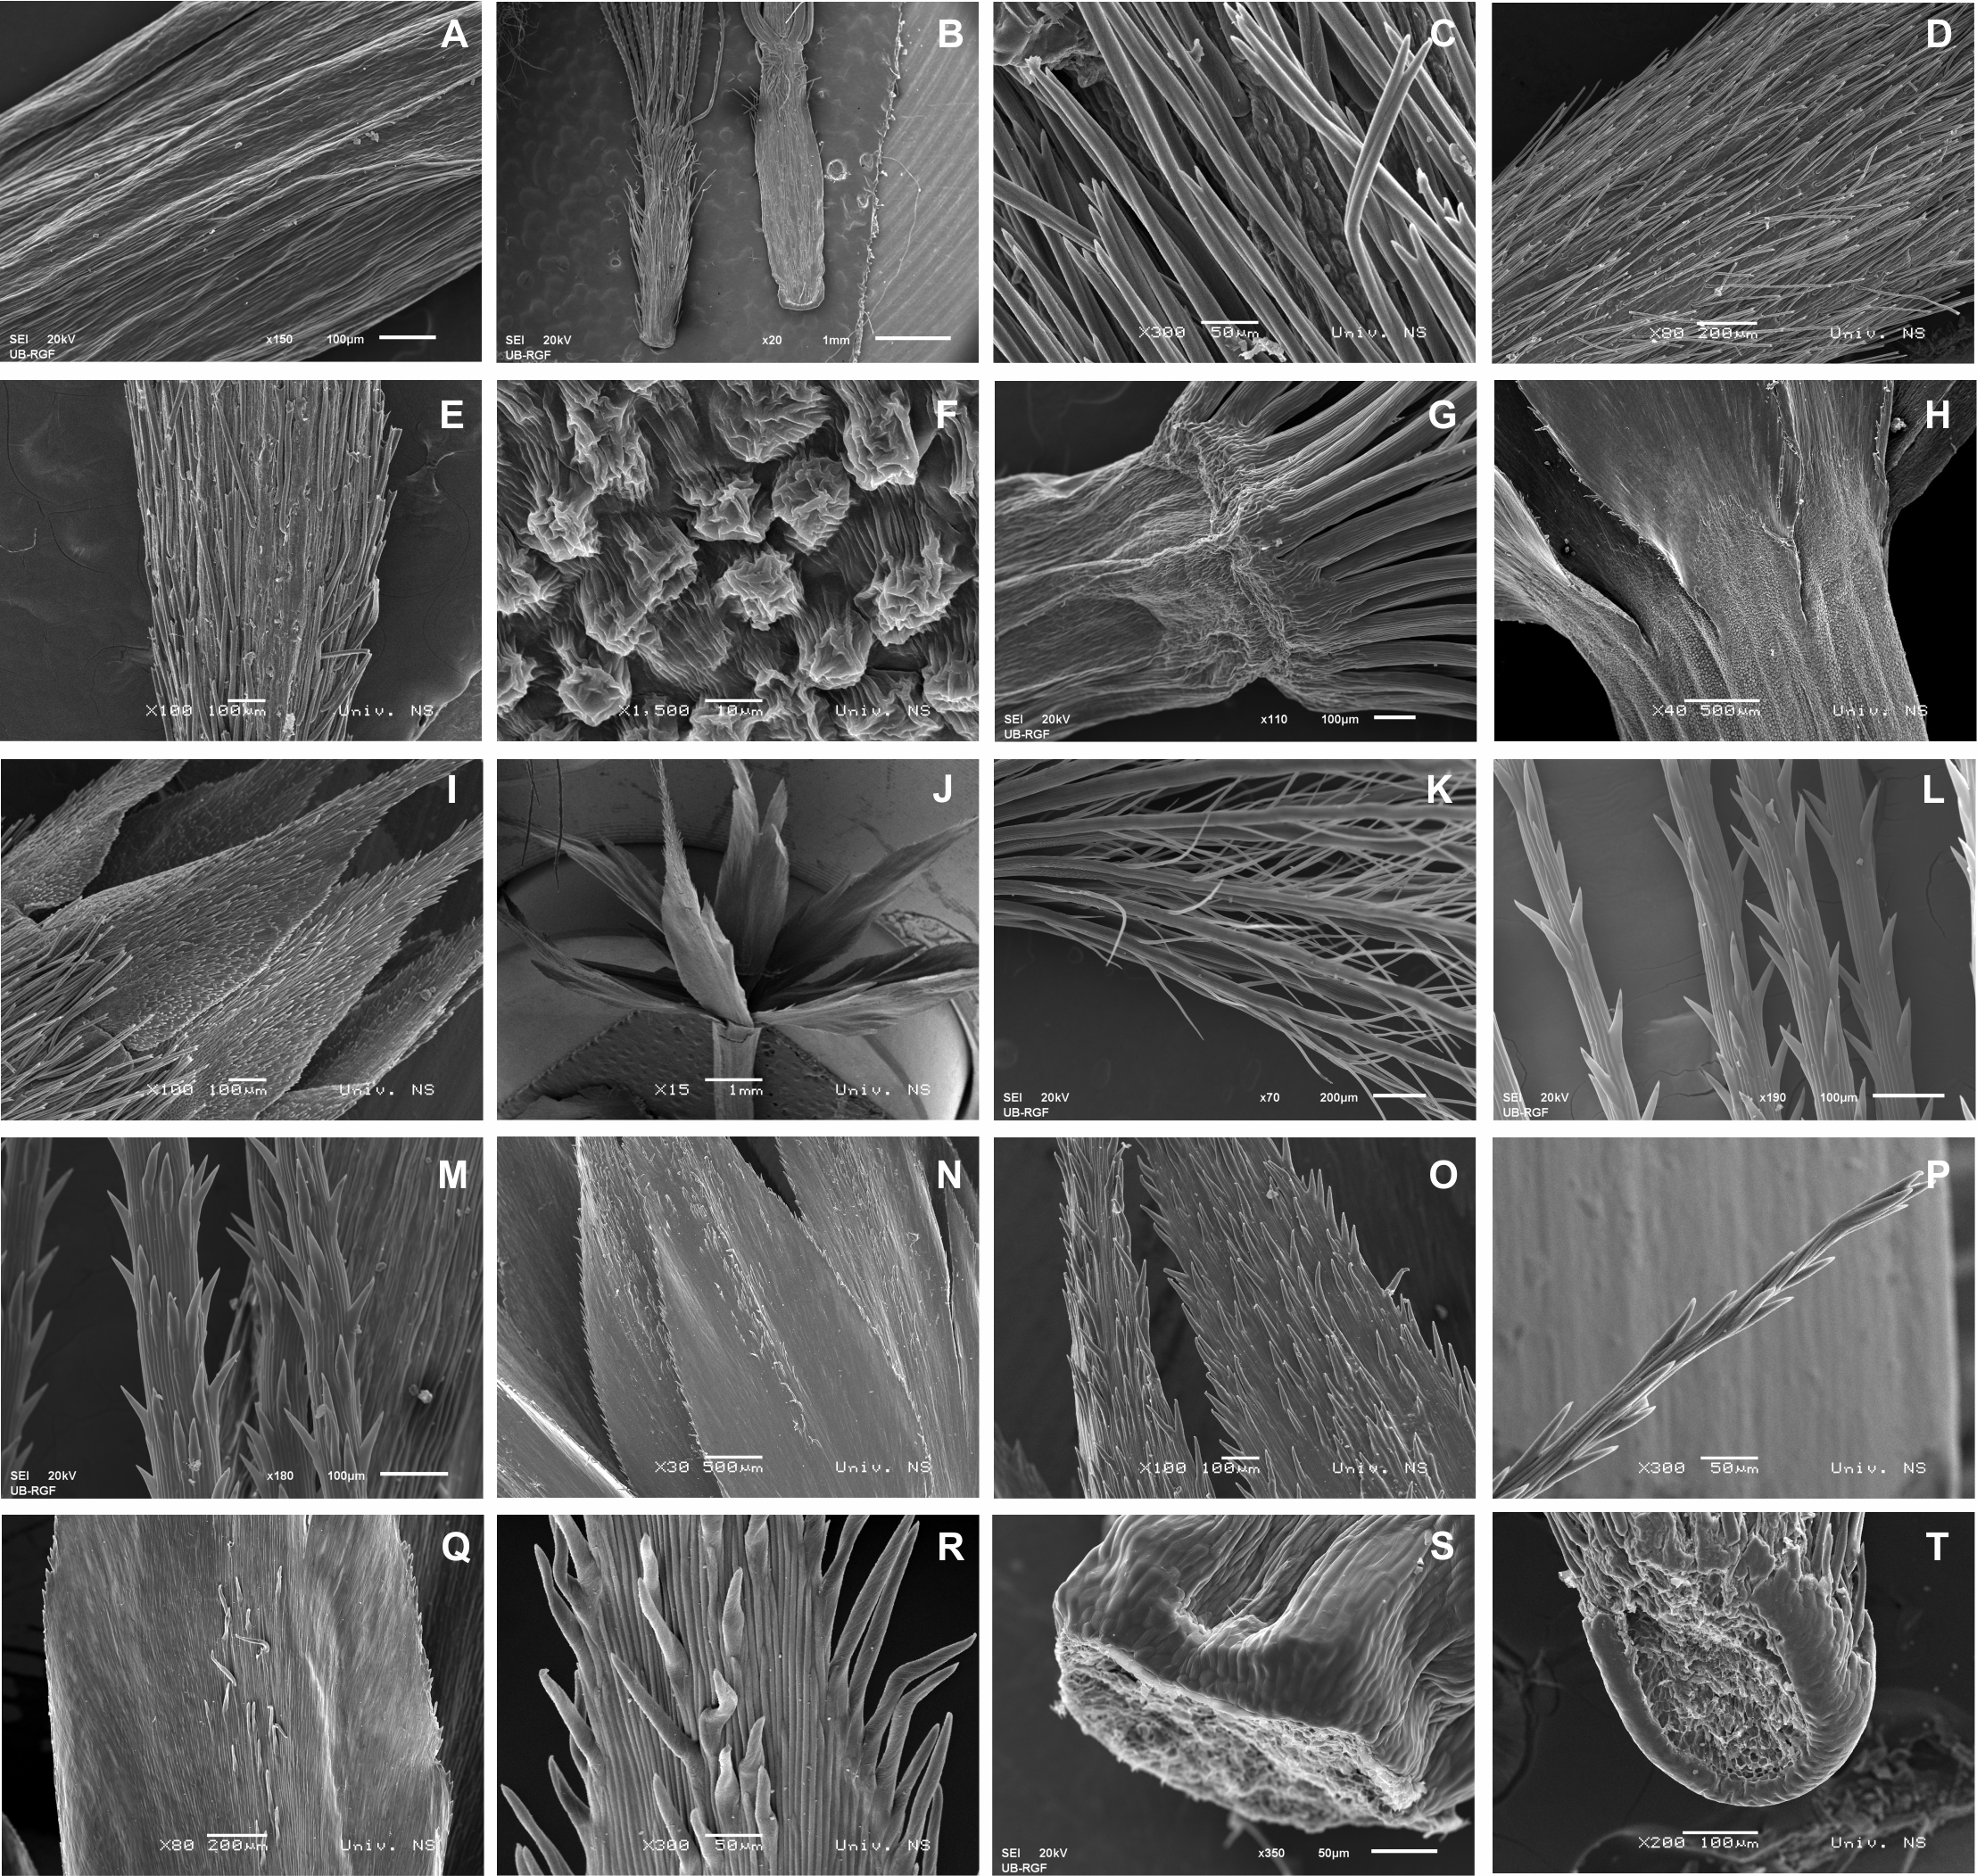 A
SEI 20kV x150 100µm
UB-RGF
B
SEI 20kV x20 1mm
UB-RGF
C
X300 50µm Univ. NS
D
X80 200µm Univ. NS
E
X100 100µm Univ. NS
F
X1,500 10µm Univ. NS
G
SEI 20kV x110 100µm
UB-RGF
H
X40 500µm Univ. NS
I
X100 100µm Univ. NS
J
X15 1mm Univ. NS
K
SEI 20kV x70 200µm
UB-RGF
L
SEI 20kV x190 100µm
UB-RGF
M
SEI 20kV x180 100µm
UB-RGF
N
X30 500µm Univ. NS
O
X100 100µm Univ. NS
P
X300 50µm Univ. NS
Q
X80 200µm Univ. NS
R
X300 50µm Univ. NS
S
SEI 20kV x350 50µm
UB-RGF
T
X200 100µm Univ. NS